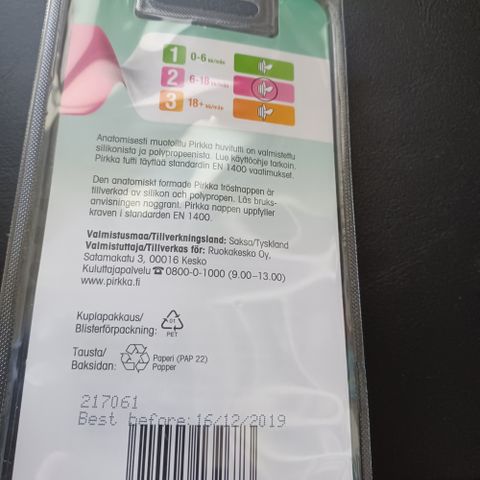 1 0-6 kk/mån
2 6-18 kk/mån
3 18+ kk/mån
Anatomisesti muotoiltu Pirkka huvitutti on valmistettu
silikonista ja polypropeenista. Lue käyttöohje tarkoin.
Pirkka tutti täyttää standardin EN 1400 vaatimukset.
Den anatomiskt formade Pirkka tröstnappen är
tillverkad av silikon och polypropen. Läs bruks-
anvisningen noggrant. Pirkka nappen uppfyller
kraven i standarden EN 1400.
Valmistusmaa/Tillverkningsland: Saksa/Tyskland
Valmistuttaja/Tillverkas för: Ruokakesko Oy,
Satamakatu 3, 00016 Kesko
Kuluttajapalvelu ☎ 0800-0-1000 (9.00–13.00)
www.pirkka.fi
Kuplapakkaus/
Blisterförpackning:
01
PET
Tausta/
Baksidan:
Paperi (PAP 22)
Papper
217061
Best before:16/12/2019